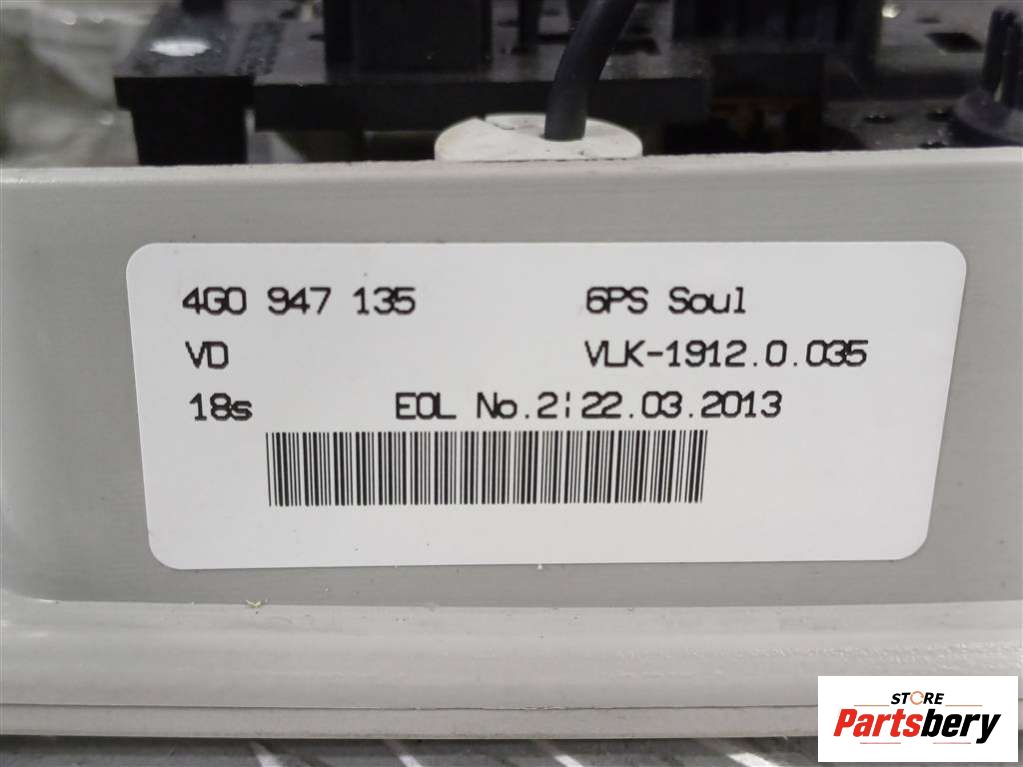 4G0 947 135 6PS Soul
VD VLK-1912.0.035
18s EOL No.2¦22.03.2013
STORE
Partsbery